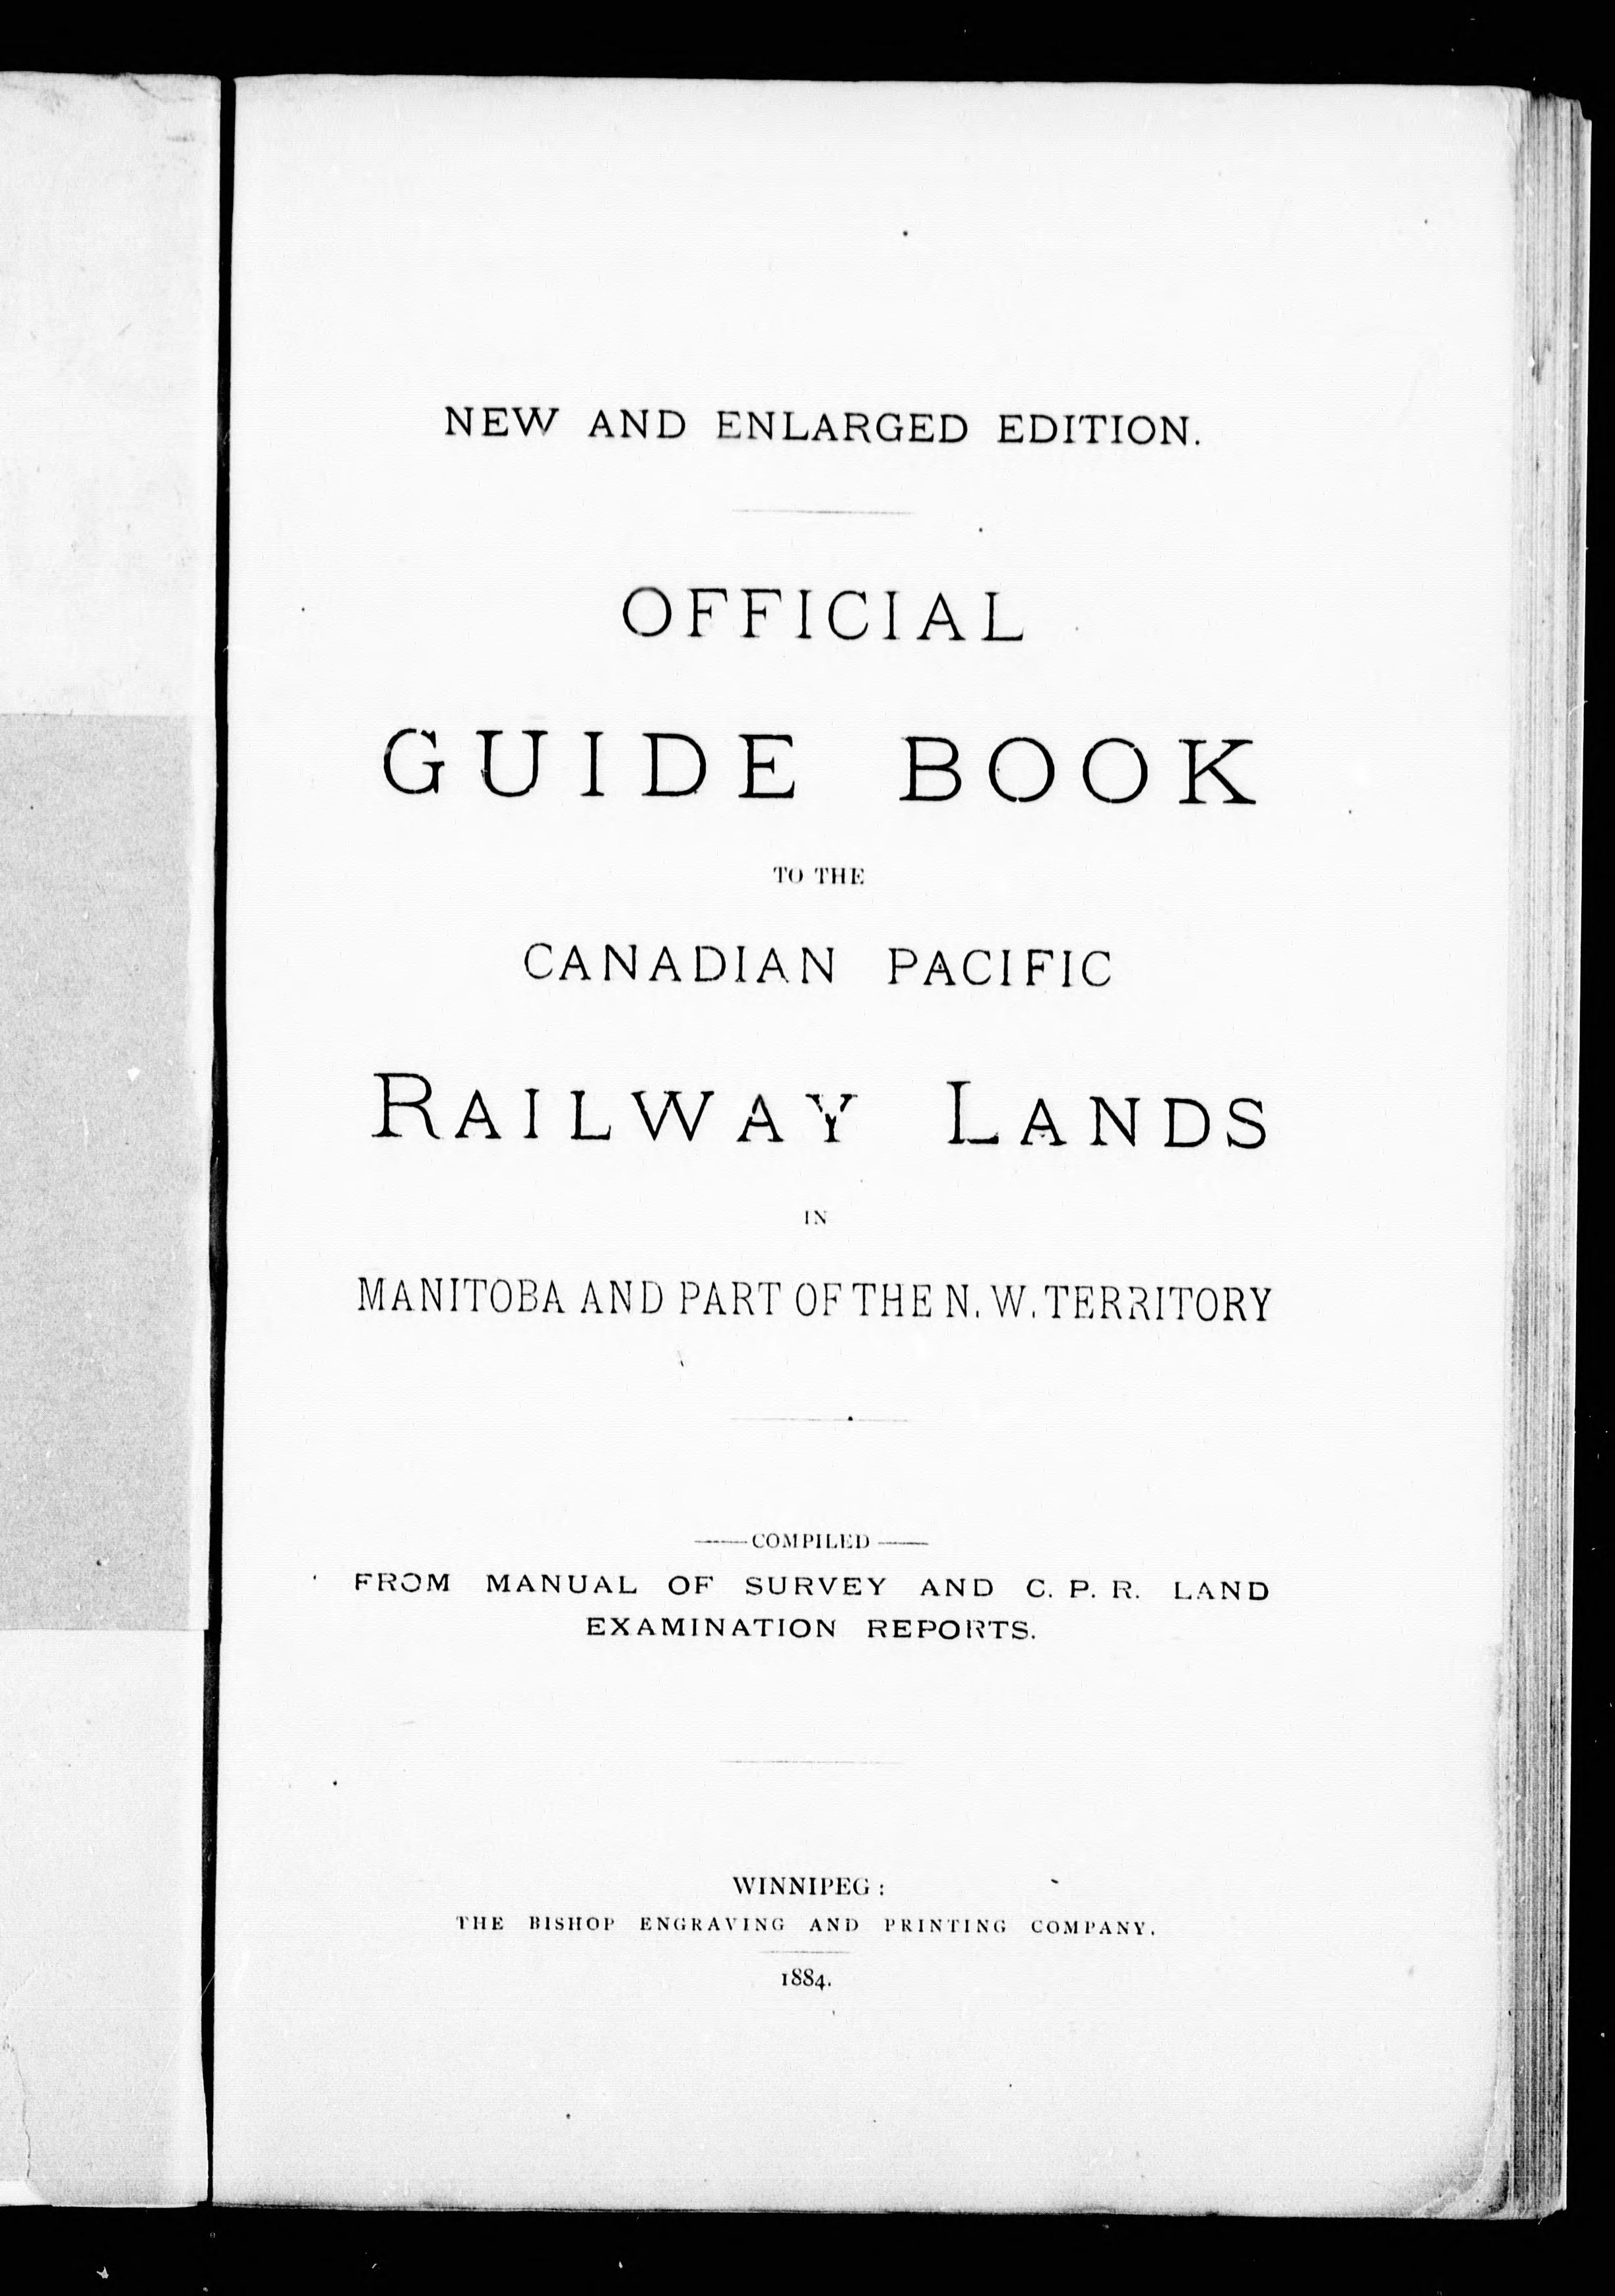 NEW AND ENLARGED EDITION.
OFFICIAL
GUIDE BOOK
TO THE
CANADIAN PACIFIC
RAILWAY LANDS
IN
MANITOBA AND PART OF THE N. W. TERRITORY
COMPILED
FROM MANUAL OF SURVEY AND C. P. R. LAND
EXAMINATION REPORTS.
WINNIPEG:
THE BISHOP ENGRAVING AND PRINTING COMPANY.
1884.